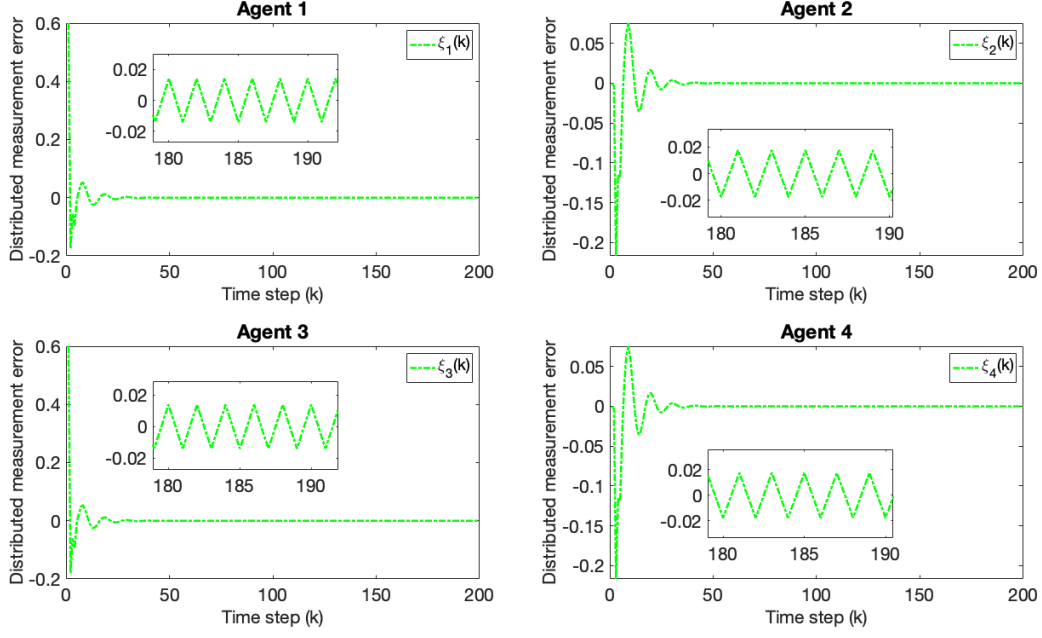 Agent 1
Distributed measurement error
0.6
0.4
0.2
0
-0.2
ξ1(k)
0.02
0
-0.02
180 185 190
0 50 100 150 200
Time step (k)
Agent 2
Distributed measurement error
0.05
0
-0.05
-0.1
-0.15
-0.2
ξ2(k)
0.02
0
-0.02
180 185 190
0 50 100 150 200
Time step (k)
Agent 3
Distributed measurement error
0.6
0.4
0.2
0
-0.2
ξ3(k)
0.02
0
-0.02
180 185 190
0 50 100 150 200
Time step (k)
Agent 4
Distributed measurement error
0.05
0
-0.05
-0.1
-0.15
-0.2
ξ4(k)
0.02
0
-0.02
180 185 190
0 50 100 150 200
Time step (k)